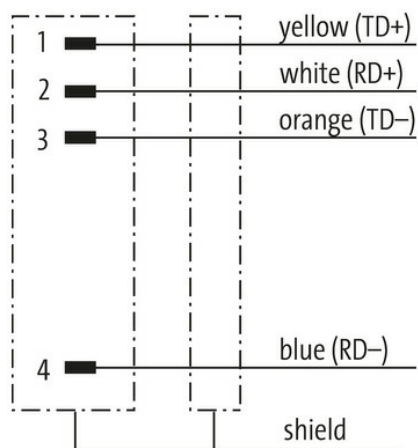 1 yellow (TD+)
2 white (RD+)
3 orange (TD–)
4 blue (RD–)
shield